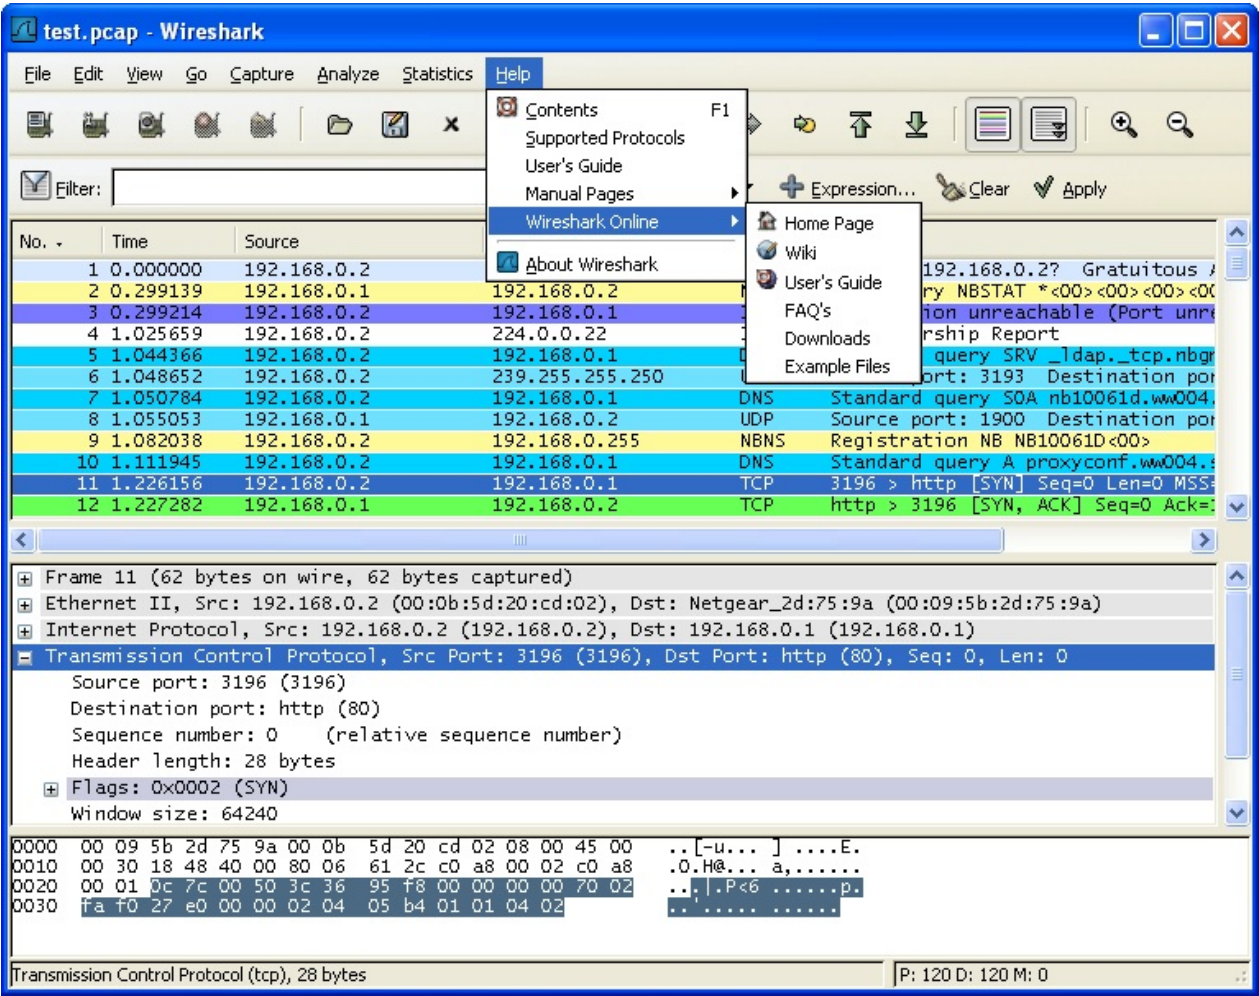 test.pcap - Wireshark
File Edit View Go Capture Analyze Statistics Help
Contents F1
Supported Protocols
User's Guide
Manual Pages
Wireshark Online
About Wireshark
Home Page
Wiki
User's Guide
FAQ's
Downloads
Example Files
Filter: Expression... Clear Apply
No. Time Source
1 0.000000 192.168.0.2 192.168.0.2? Gratuitous
2 0.299139 192.168.0.1 192.168.0.2 NBSTAT *<00><00><00>
3 0.299214 192.168.0.2 192.168.0.1 unreachable (Port
4 1.025659 192.168.0.2 224.0.0.22 Report
5 1.044366 192.168.0.2 192.168.0.1 query SRV _ldap._tcp.nbgm
6 1.048652 192.168.0.2 239.255.255.250 3193 Destination
7 1.050784 192.168.0.2 192.168.0.1 DNS Standard query SOA nb10061d.ww004.
8 1.055053 192.168.0.1 192.168.0.2 UDP Source port: 1900 Destination
9 1.082038 192.168.0.2 192.168.0.255 NBNS Registration NB NB10061D<00>
10 1.111945 192.168.0.2 192.168.0.1 DNS Standard query A proxyconf.ww004.
11 1.226156 192.168.0.2 192.168.0.1 TCP 3196 > http [SYN] Seq=0 Len=0 MSS=
12 1.227282 192.168.0.1 192.168.0.2 TCP http > 3196 [SYN, ACK] Seq=0 Ack=
Frame 11 (62 bytes on wire, 62 bytes captured)
Ethernet II, Src: 192.168.0.2 (00:0b:5d:20:cd:02), Dst: Netgear_2d:75:9a (00:09:5b:2d:75:9a)
Internet Protocol, Src: 192.168.0.2 (192.168.0.2), Dst: 192.168.0.1 (192.168.0.1)
Transmission Control Protocol, Src Port: 3196 (3196), Dst Port: http (80), Seq: 0, Len: 0
Source port: 3196 (3196)
Destination port: http (80)
Sequence number: 0 (relative sequence number)
Header length: 28 bytes
Flags: 0x0002 (SYN)
Window size: 64240
0000 00 09 5b 2d 75 9a 00 0b 5d 20 cd 02 08 00 45 00 ..[-u... ] ....E.
0010 00 30 18 48 40 00 80 06 61 2c c0 a8 00 02 c0 a8 .0.H@... a,......
0020 00 01 0c 7c 00 50 3c 36 95 f8 00 00 00 00 70 02 ...|.P<6 ......p.
0030 fa f0 27 e0 00 00 02 04 05 b4 01 01 04 02 ..'..... ......
Transmission Control Protocol (tcp), 28 bytes P: 120 D: 120 M: 0